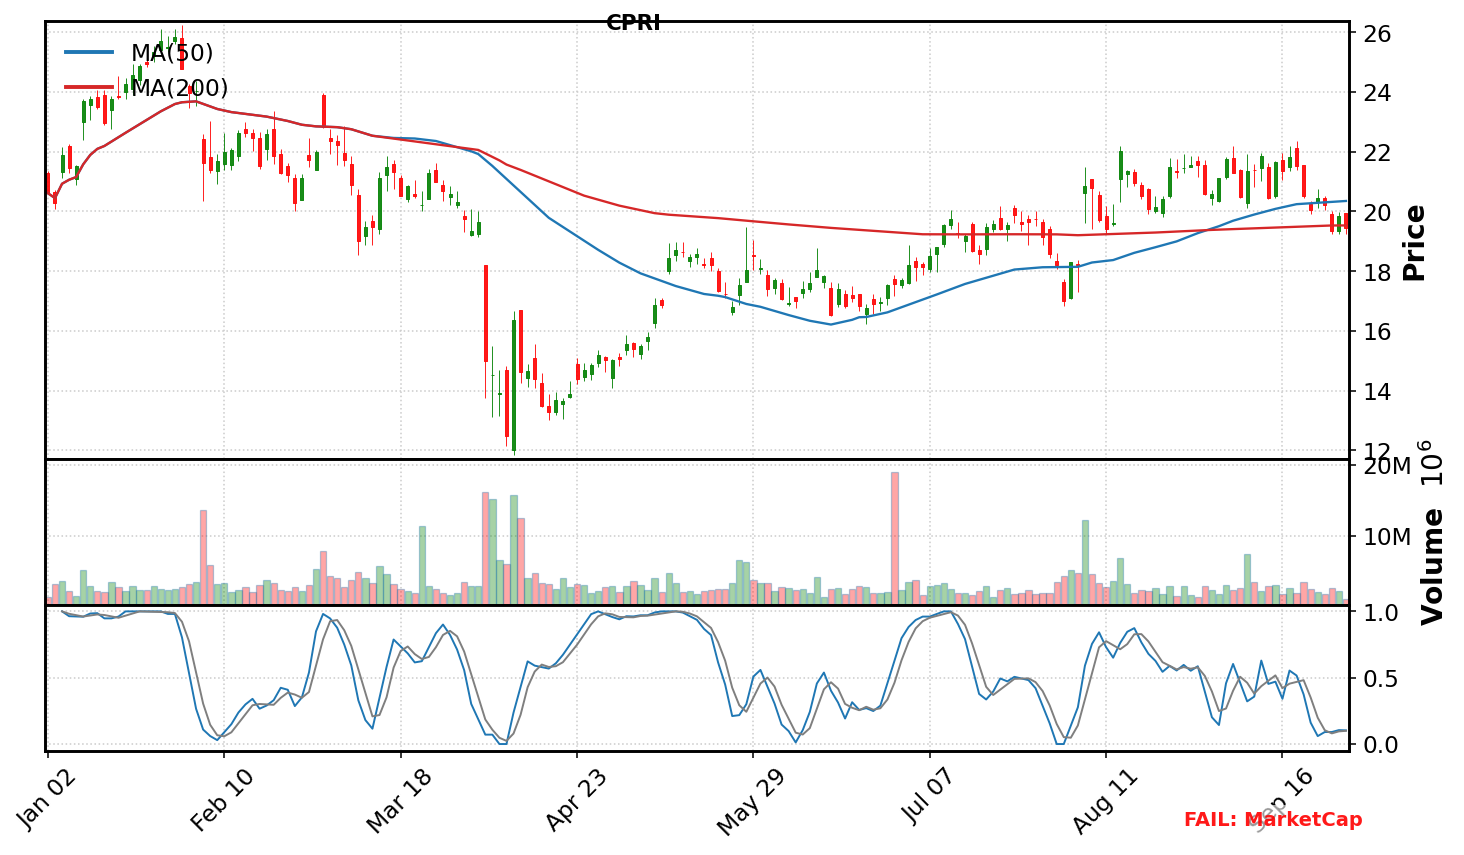 CPRI
MA(50)
MA(200)
26
24
22
20
18
16
14
12
Price
20M
10M
Volume 10^6
1.0
0.5
0.0
Jan 02
Feb 10
Mar 18
Apr 23
May 29
Jul 07
Aug 11
Sep 16
FAIL: MarketCap